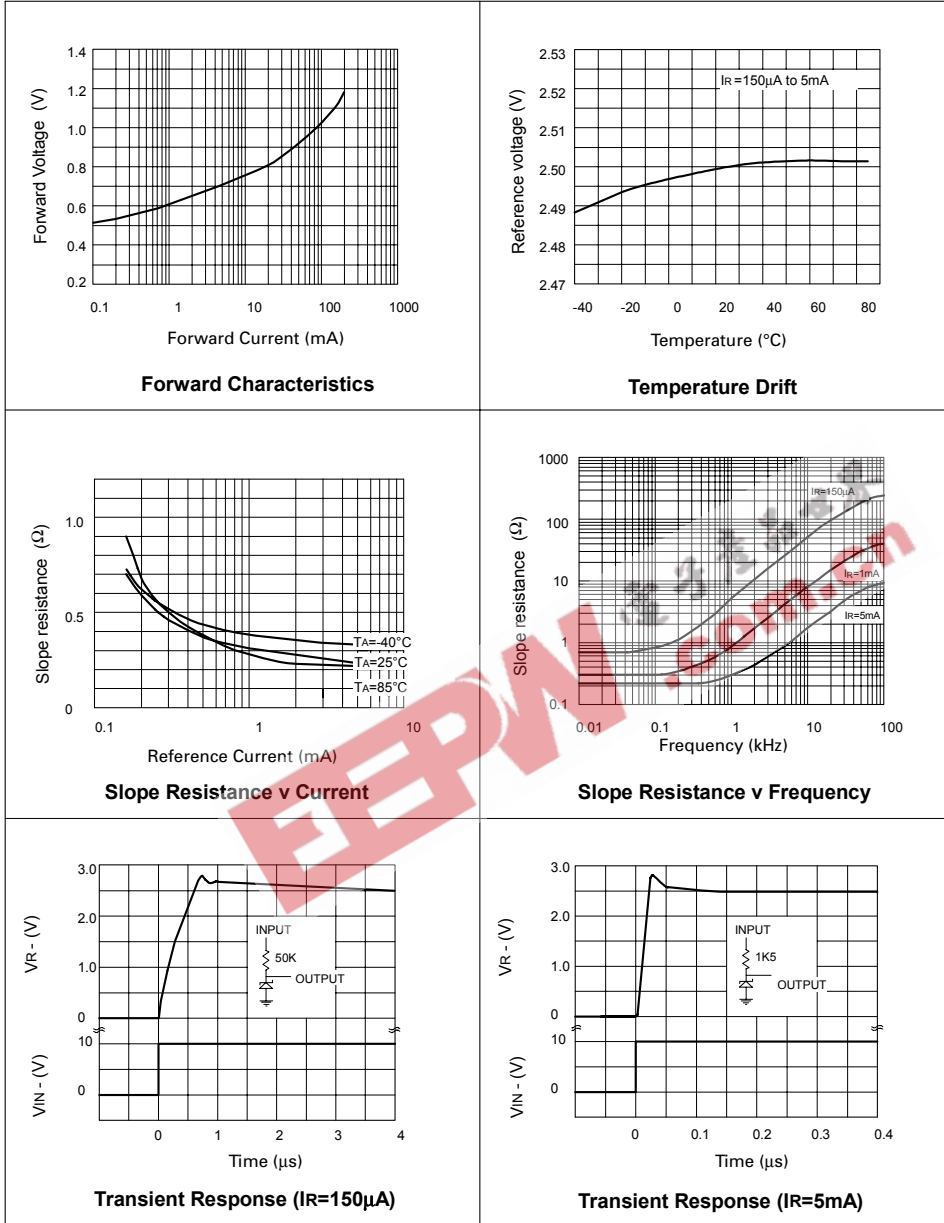 1.4
1.2
1.0
0.8
0.6
0.4
0.2
Forward Voltage (V)
0.1 1 10 100 1000
Forward Current (mA)
Forward Characteristics
2.53
2.52
2.51
2.50
2.49
2.48
2.47
Reference voltage (V)
IR=150µA to 5mA
-40 -20 0 20 40 60 80
Temperature (°C)
Temperature Drift
1.0
0.5
0
Slope resistance (Ω)
TA=-40°C
TA=25°C
TA=85°C
0.1 1 10
Reference Current (mA)
Slope Resistance v Current
1000
100
10
1
0.1
Slope resistance (Ω)
IR=150µA
IR=1mA
IR=5mA
0.01 0.1 1 10 100
Frequency (kHz)
Slope Resistance v Frequency
EEPW .com.cn
电子产品世界
3.0
2.0
1.0
0
VR - (V)
INPUT
50K
OUTPUT
10
0
VIN - (V)
0 1 2 3 4
Time (µs)
Transient Response (IR=150µA)
3.0
2.0
1.0
0
VR - (V)
INPUT
1K5
OUTPUT
10
0
VIN - (V)
0 0.1 0.2 0.3 0.4
Time (µs)
Transient Response (IR=5mA)